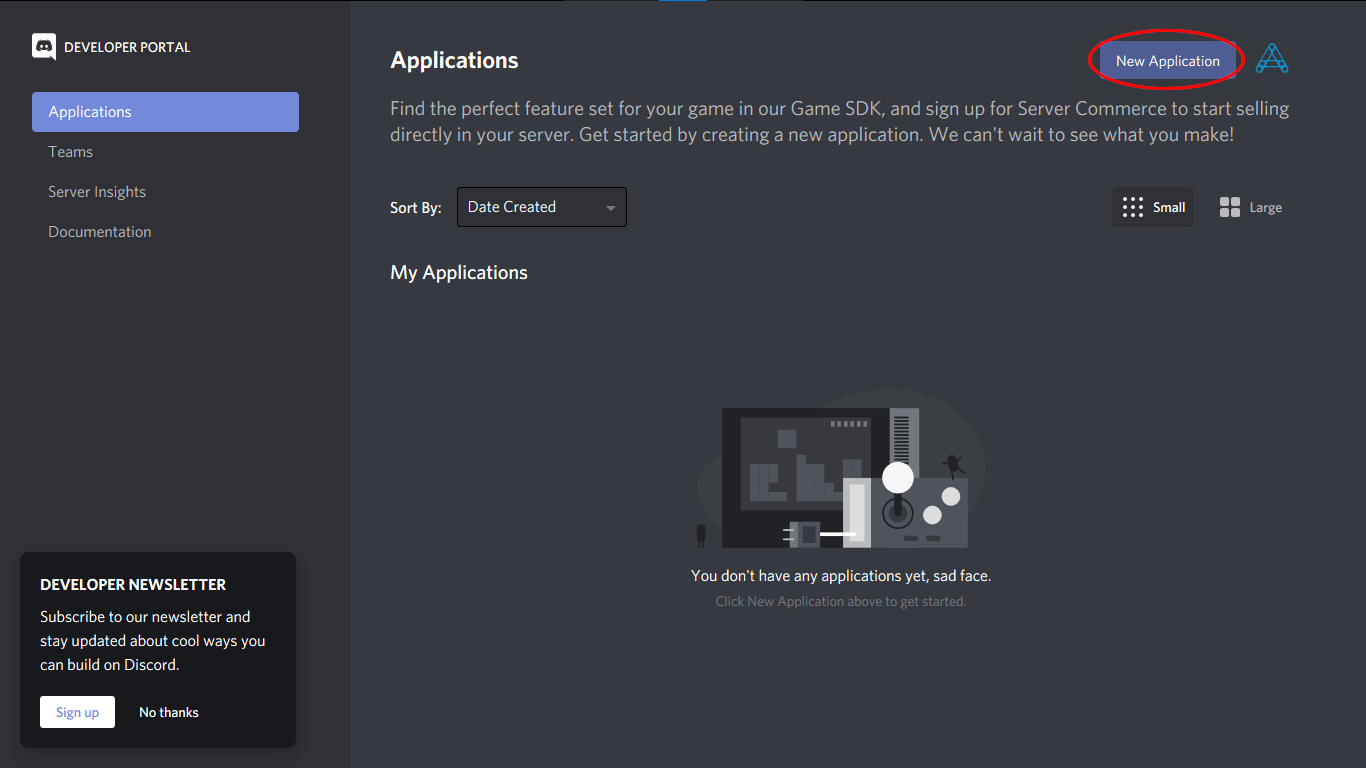 DEVELOPER PORTAL
Applications
Teams
Server Insights
Documentation
Applications
New Application
Find the perfect feature set for your game in our Game SDK, and sign up for Server Commerce to start selling
directly in your server. Get started by creating a new application. We can't wait to see what you make!
Sort By:
Date Created
Small
Large
My Applications
You don't have any applications yet, sad face.
Click New Application above to get started.
DEVELOPER NEWSLETTER
Subscribe to our newsletter and
stay updated about cool ways you
can build on Discord.
Sign up
No thanks